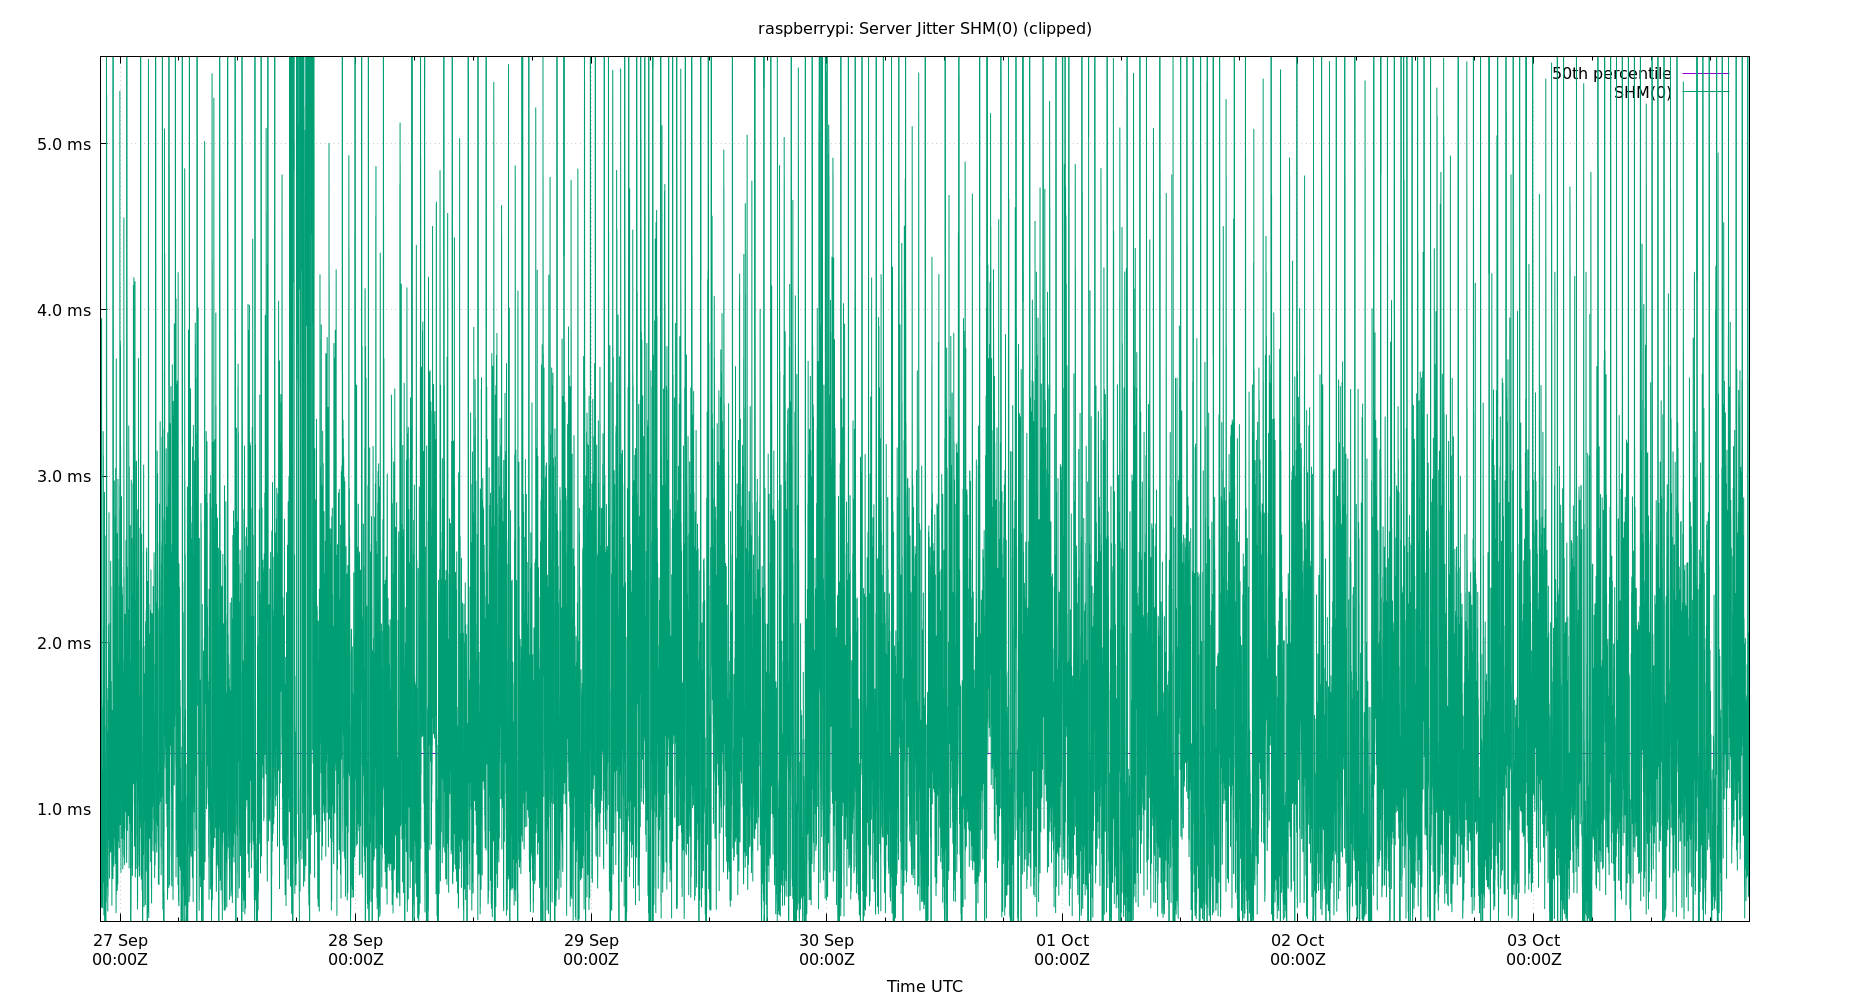 raspberrypi: Server Jitter SHM(0) (clipped)
50th percentile
SHM(0)
5.0 ms
4.0 ms
3.0 ms
2.0 ms
1.0 ms
27 Sep 28 Sep 29 Sep 30 Sep 01 Oct 02 Oct 03 Oct
00:00Z 00:00Z 00:00Z 00:00Z 00:00Z 00:00Z 00:00Z
Time UTC